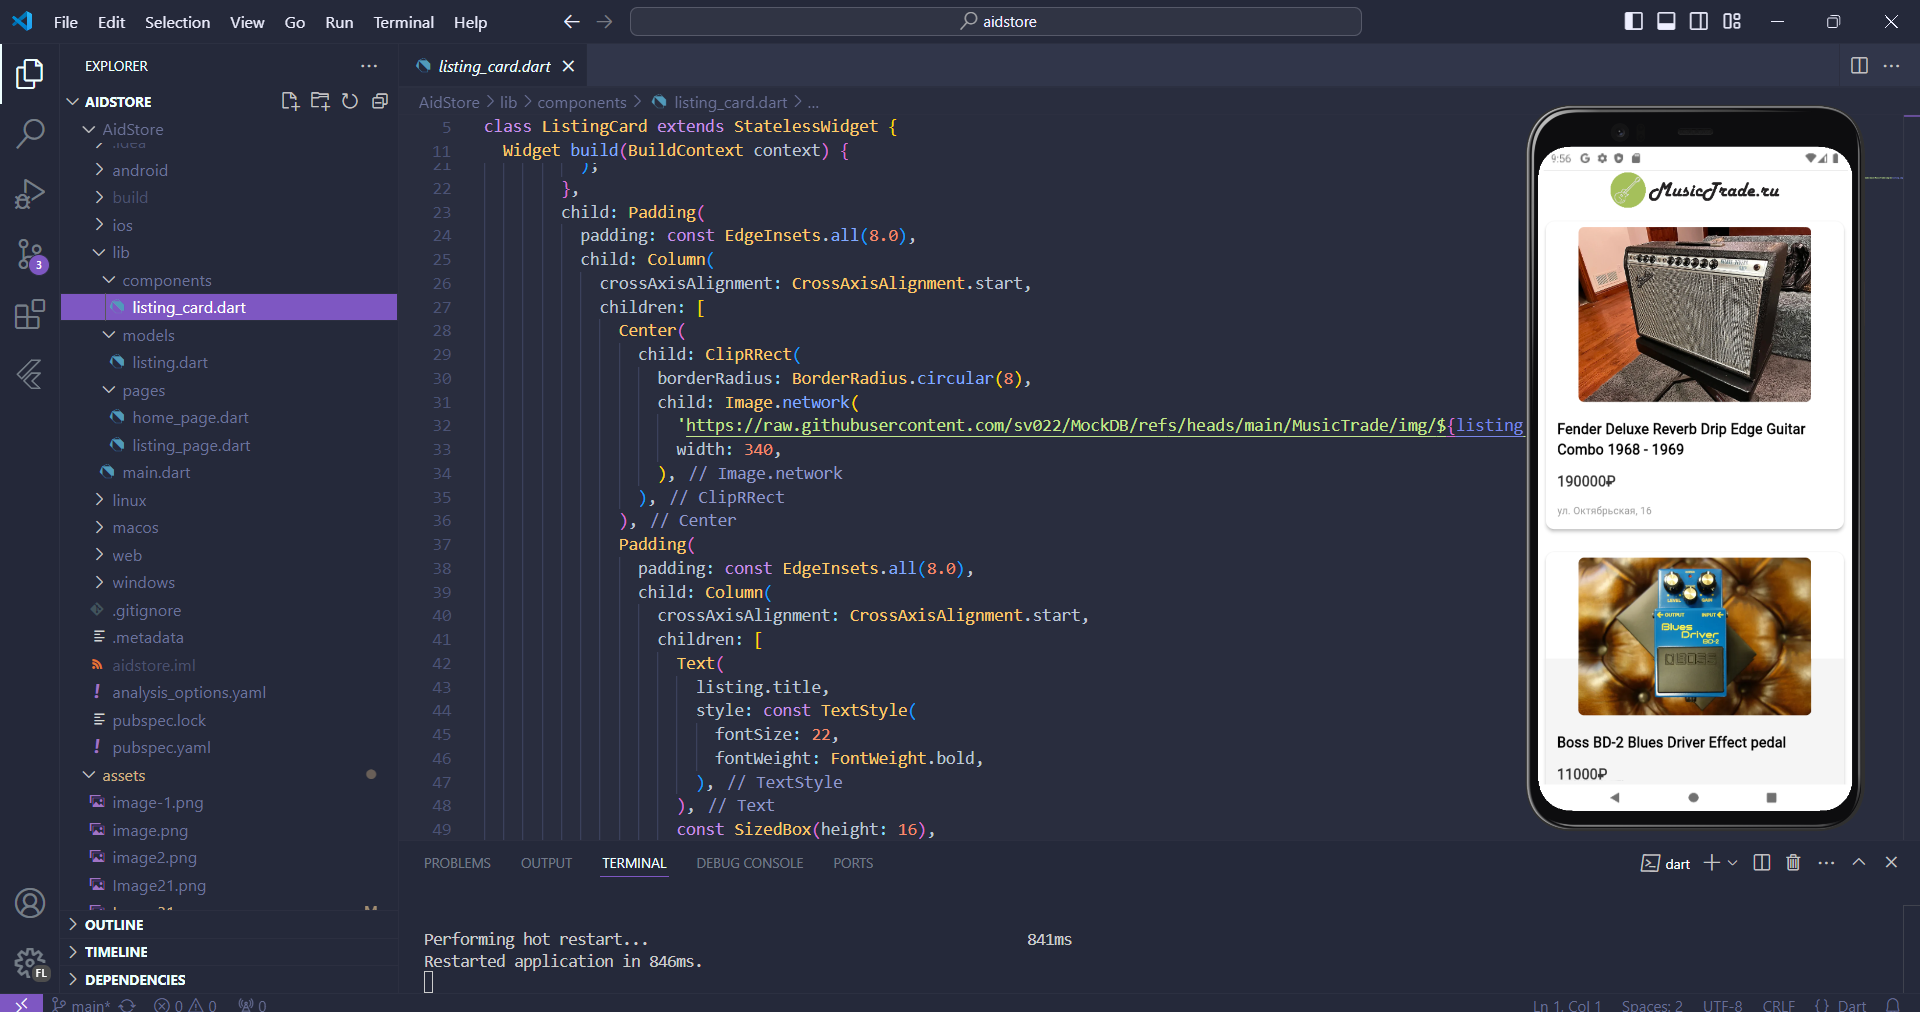 File Edit Selection View Go Run Terminal Help
aidstore
EXPLORER
AIDSTORE
AidStore
.idea
android
build
ios
lib
components
listing_card.dart
models
listing.dart
pages
home_page.dart
listing_page.dart
main.dart
linux
macos
web
windows
.gitignore
.metadata
aidstore.iml
analysis_options.yaml
pubspec.lock
pubspec.yaml
assets
image-1.png
image.png
image2.png
Image21.png
OUTLINE
TIMELINE
DEPENDENCIES
3
FL
listing_card.dart
AidStore > lib > components > listing_card.dart > ...
5 class ListingCard extends StatelessWidget {
11 Widget build(BuildContext context) {
21 );
22 },
23 child: Padding(
24 padding: const EdgeInsets.all(8.0),
25 child: Column(
26 crossAxisAlignment: CrossAxisAlignment.start,
27 children: [
28 Center(
29 child: ClipRRect(
30 borderRadius: BorderRadius.circular(8),
31 child: Image.network(
32 'https://raw.githubusercontent.com/sv022/MockDB/refs/heads/main/MusicTrade/img/${listing
33 width: 340,
34 ), // Image.network
35 ), // ClipRRect
36 ), // Center
37 Padding(
38 padding: const EdgeInsets.all(8.0),
39 child: Column(
40 crossAxisAlignment: CrossAxisAlignment.start,
41 children: [
42 Text(
43 listing.title,
44 style: const TextStyle(
45 fontSize: 22,
46 fontWeight: FontWeight.bold,
47 ), // TextStyle
48 ), // Text
49 const SizedBox(height: 16),
9:56
MusicTrade.ru
Fender Deluxe Reverb Drip Edge Guitar
Combo 1968 - 1969
190000₽
ул. Октябрьская, 16
LEVEL GAIN
OUTPUT INPUT
Blues
Driver
BD-2
BOSS
Boss BD-2 Blues Driver Effect pedal
11000₽
PROBLEMS OUTPUT TERMINAL DEBUG CONSOLE PORTS
dart
Performing hot restart... 841ms
Restarted application in 846ms.
main* 0 0 0
Ln 1, Col 1 Spaces: 2 UTF-8 CRLF {} Dart